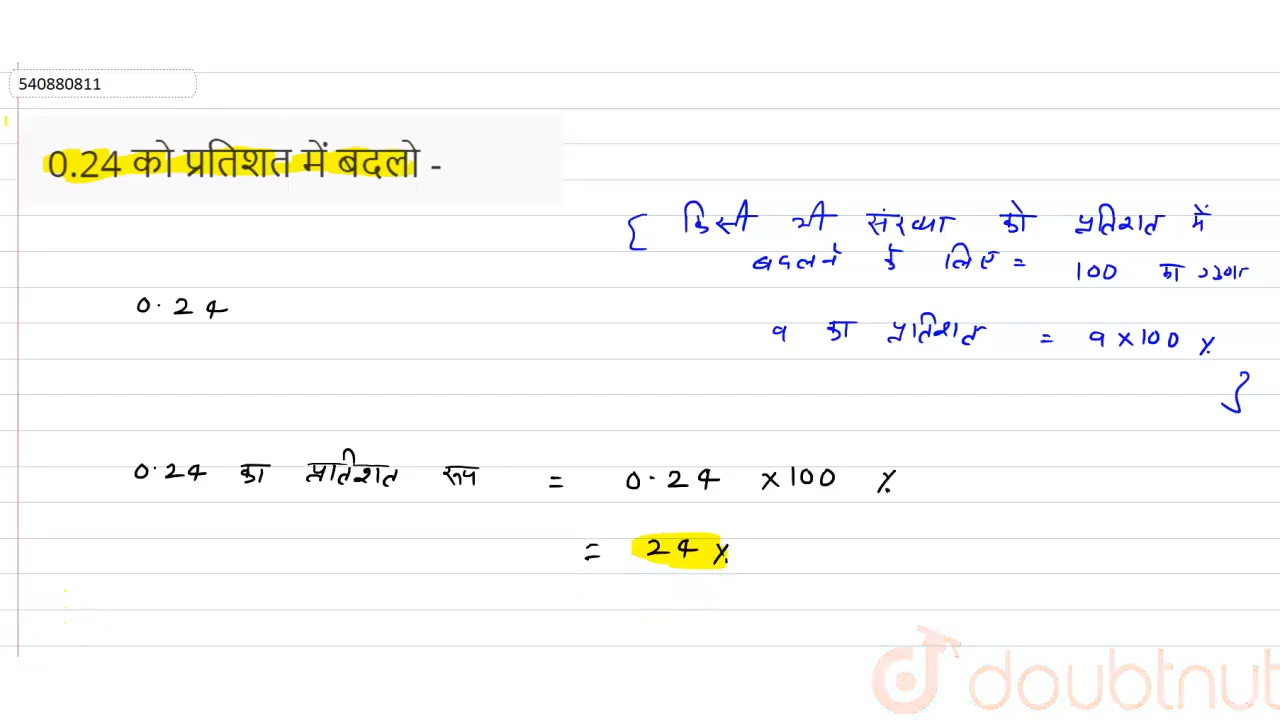 540880811
0.24 को प्रतिशत में बदलो -
{ किसी भी संख्या को प्रतिशत में
बदलने के लिए = 100 का गुणा
0.24
a का प्रतिशत = a x 100 %
}
0.24 का प्रतिशत रूप = 0.24 x 100 %
= 24 %
doubtnut